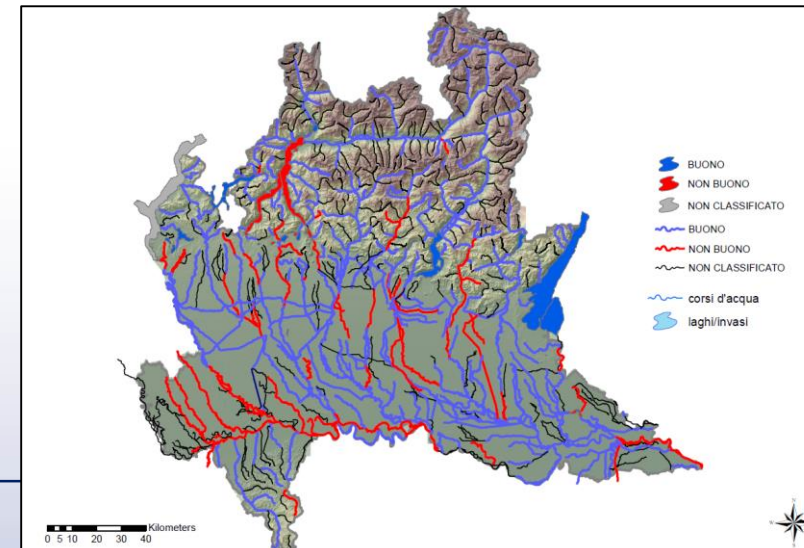 BUONO
NON BUONO
NON CLASSIFICATO
BUONO
NON BUONO
NON CLASSIFICATO
corsi d'acqua
laghi/invasi
Kilometers
0 5 10 20 30 40
N
W
S